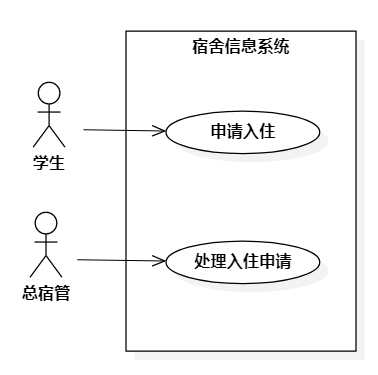 宿舍信息系统
申请入住
学生
处理入住申请
总宿管